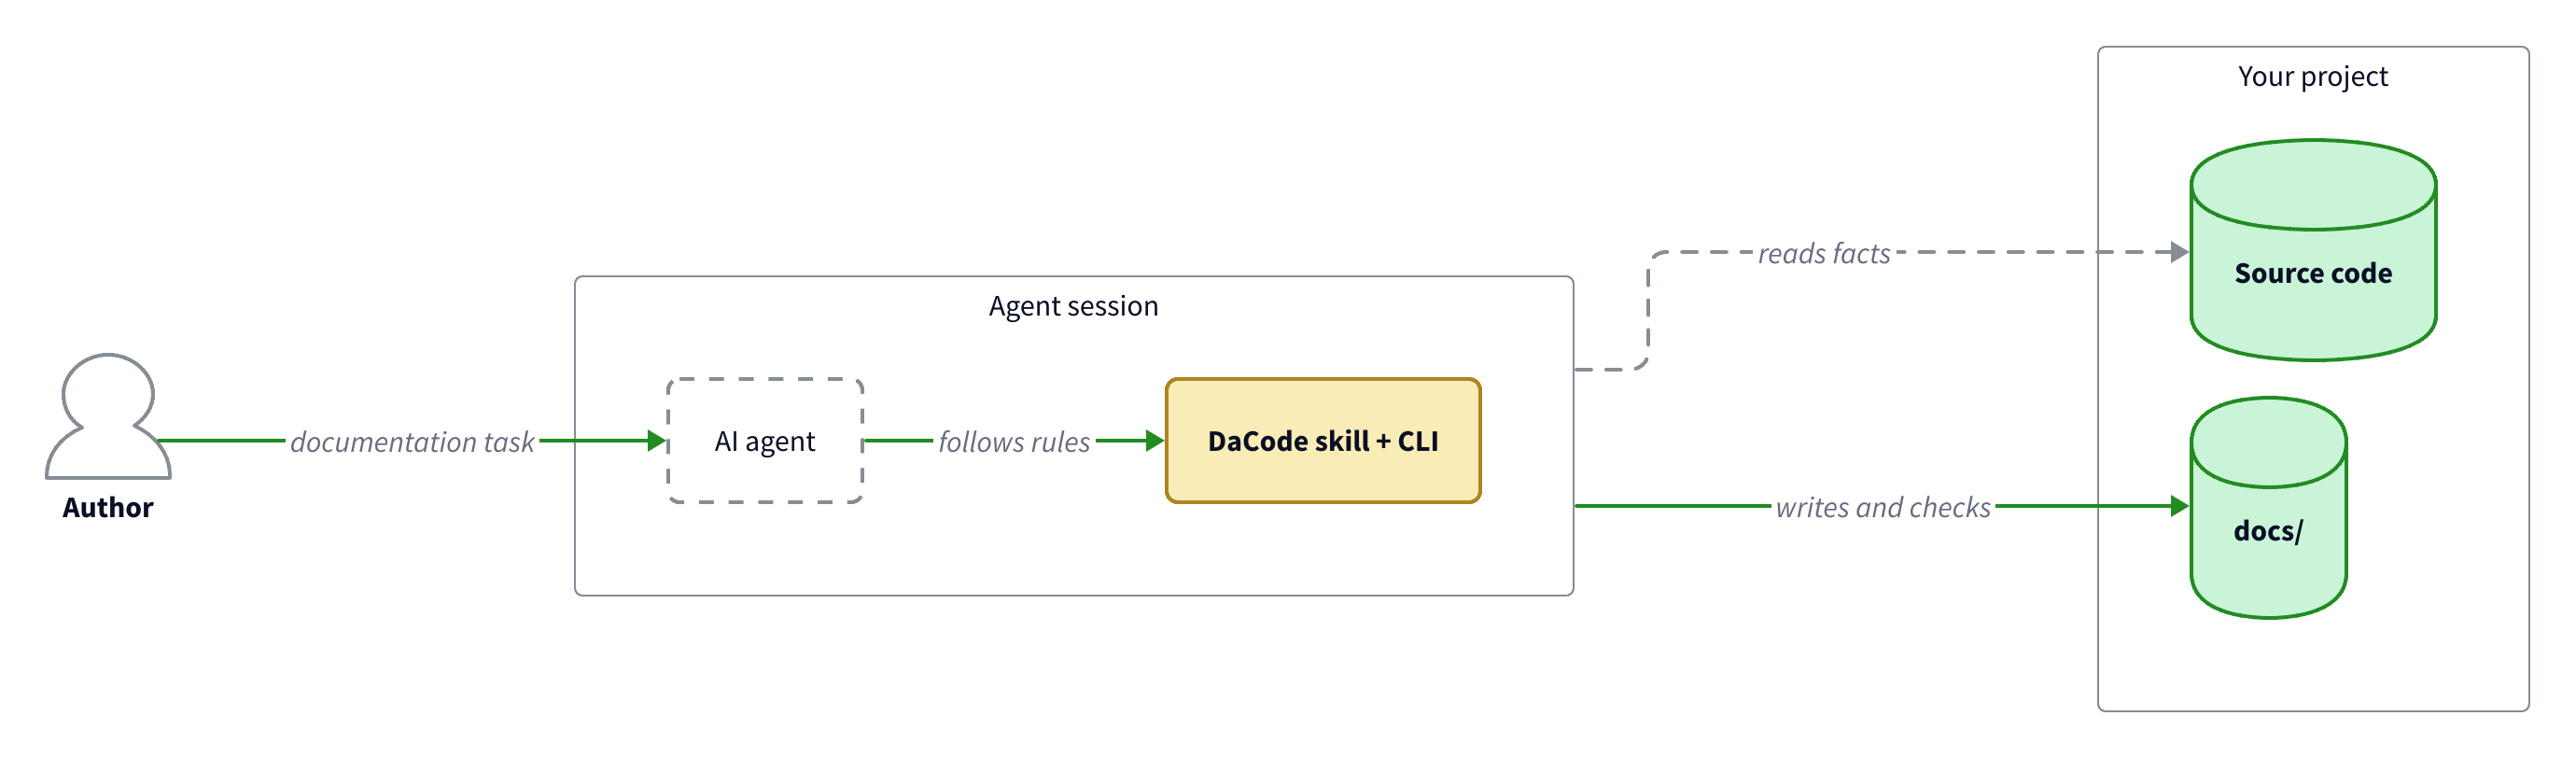 Your project
Source code
reads facts
Agent session
Author
documentation task
AI agent
follows rules
DaCode skill + CLI
writes and checks
docs/